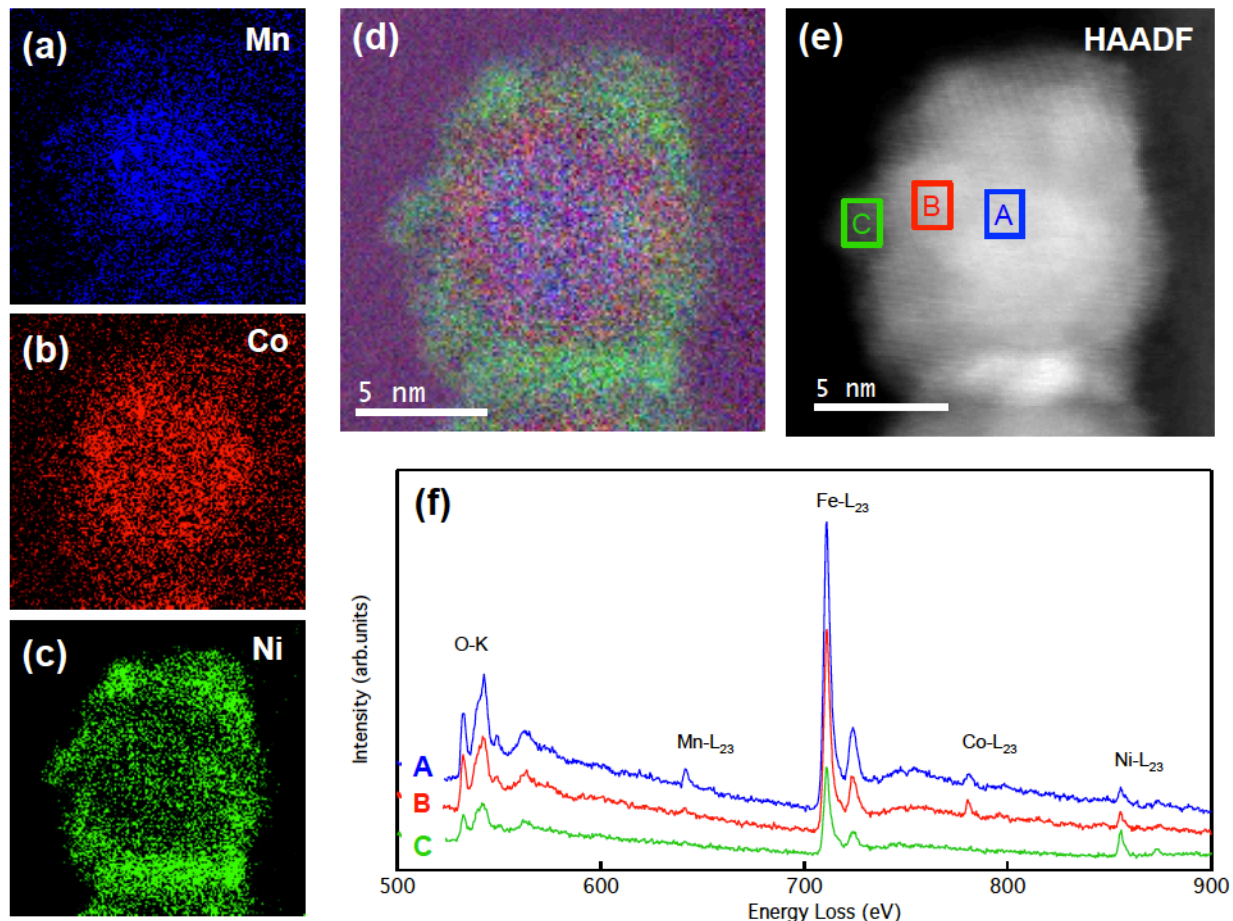 (a) Mn
(b) Co
(c) Ni
(d)
5 nm
(e) HAADF
C B A
5 nm
(f)
Fe-L23
O-K
Mn-L23
Co-L23
Ni-L23
A
B
C
Intensity (arb.units)
500 600 700 800 900
Energy Loss (eV)